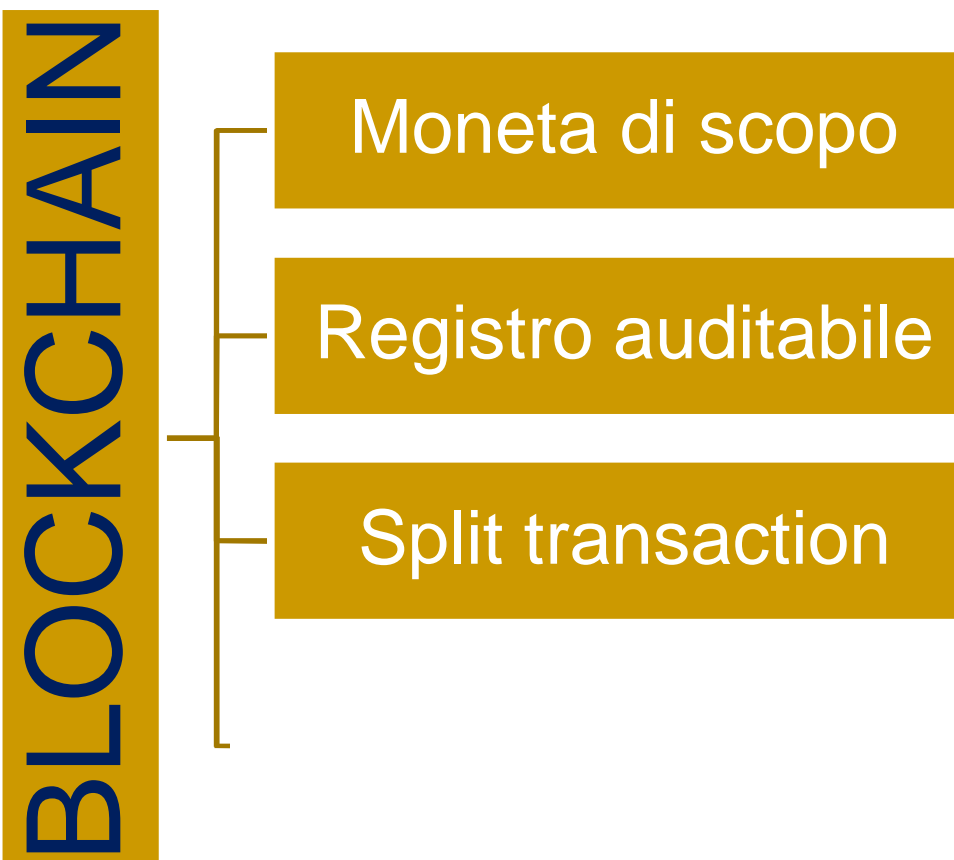 BLOCKCHAIN
Moneta di scopo
Registro auditabile
Split transaction